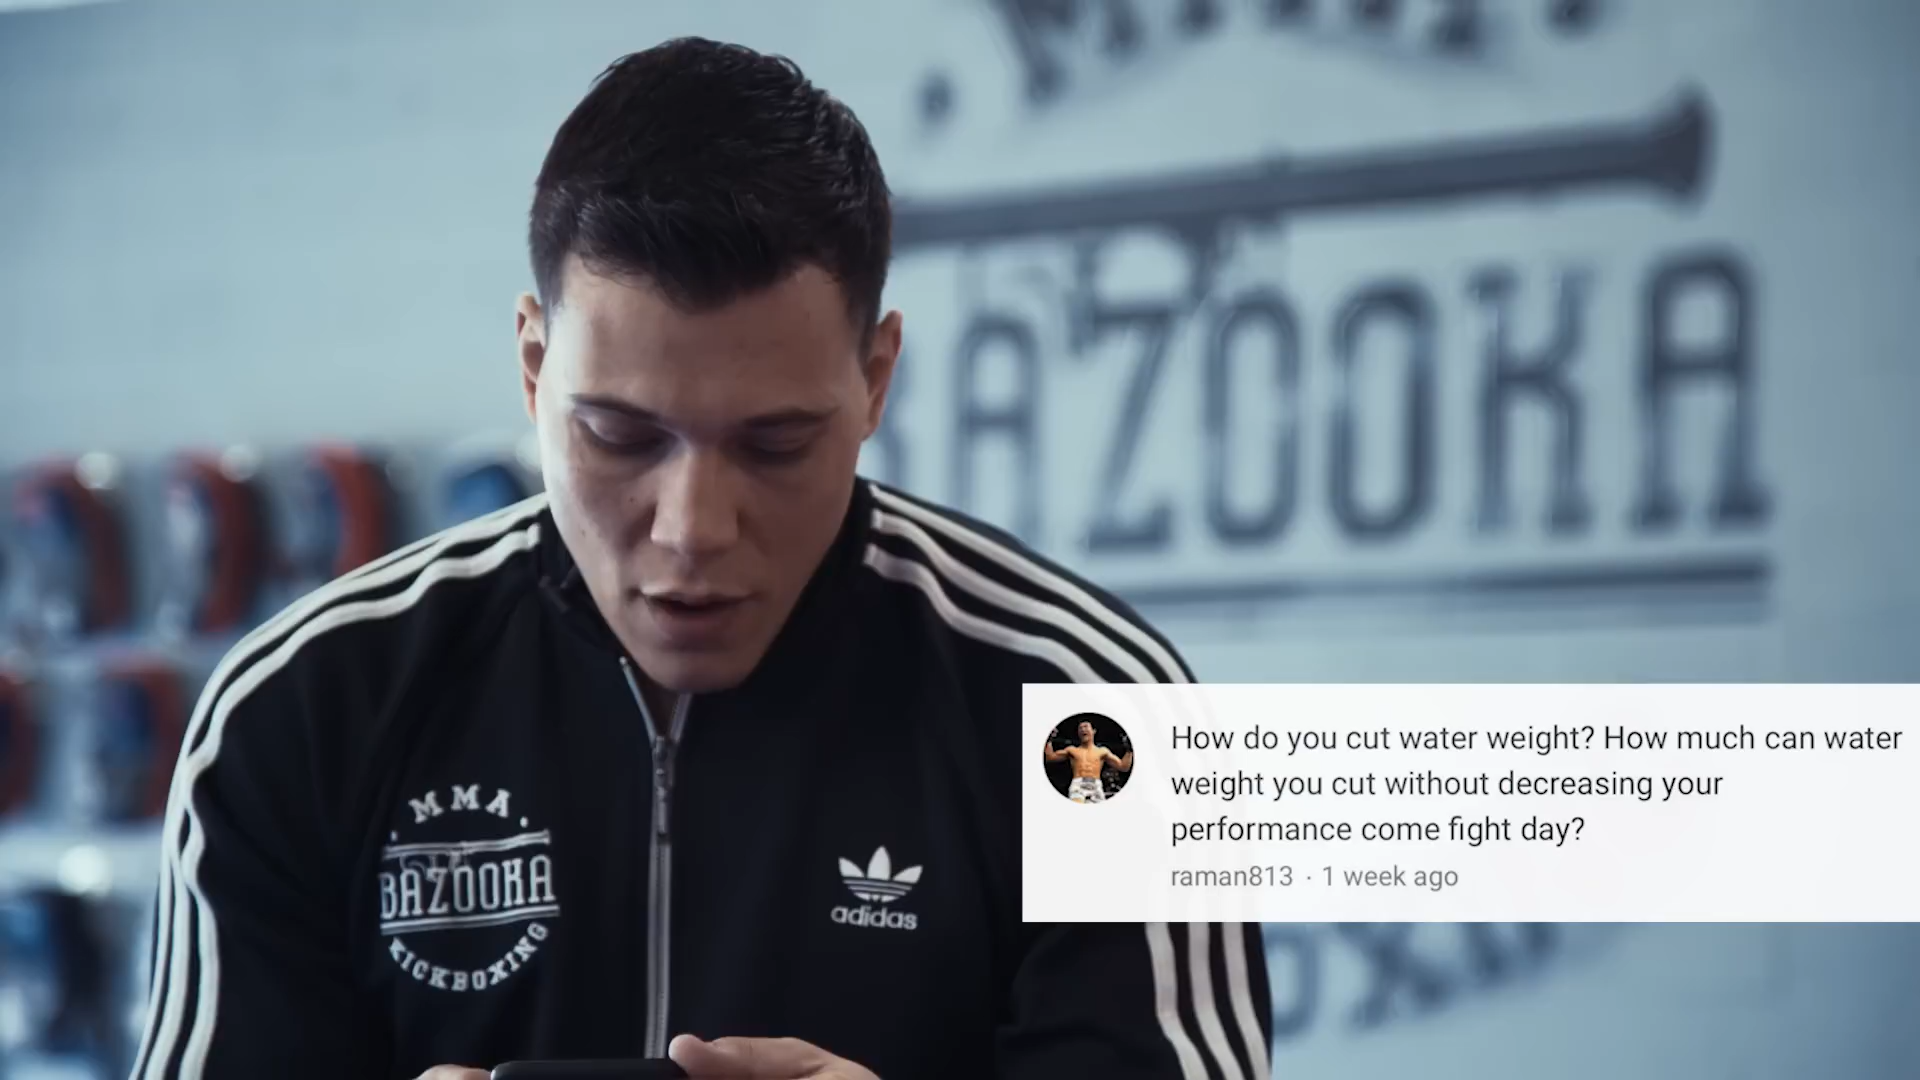 BAZOOKA
MMA
BAZOOKA
KICKBOXING
adidas
How do you cut water weight? How much can water
weight you cut without decreasing your
performance come fight day?
raman813 · 1 week ago